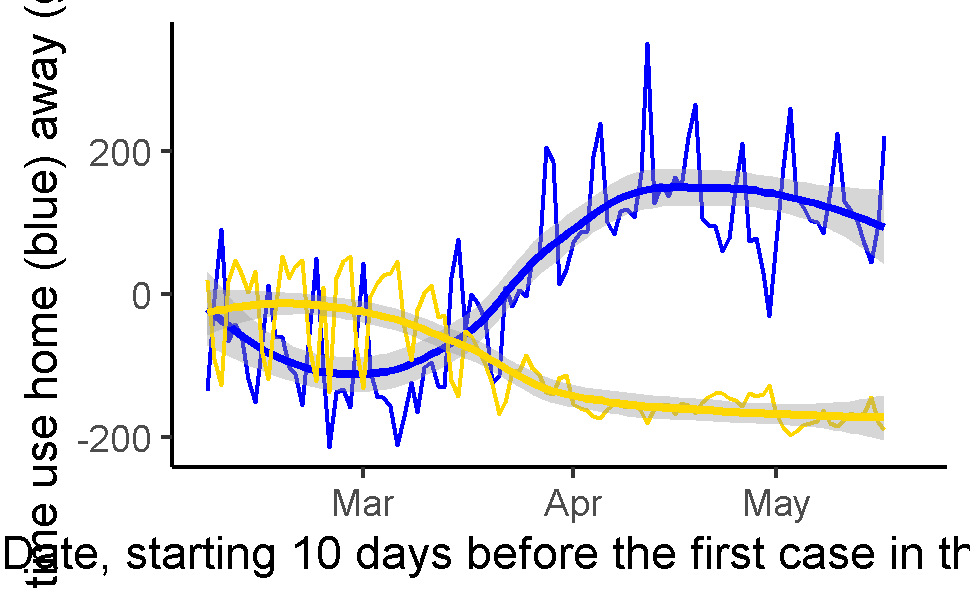 time use home (blue) away (
200
0
-200
Mar Apr May
Date, starting 10 days before the first case in th